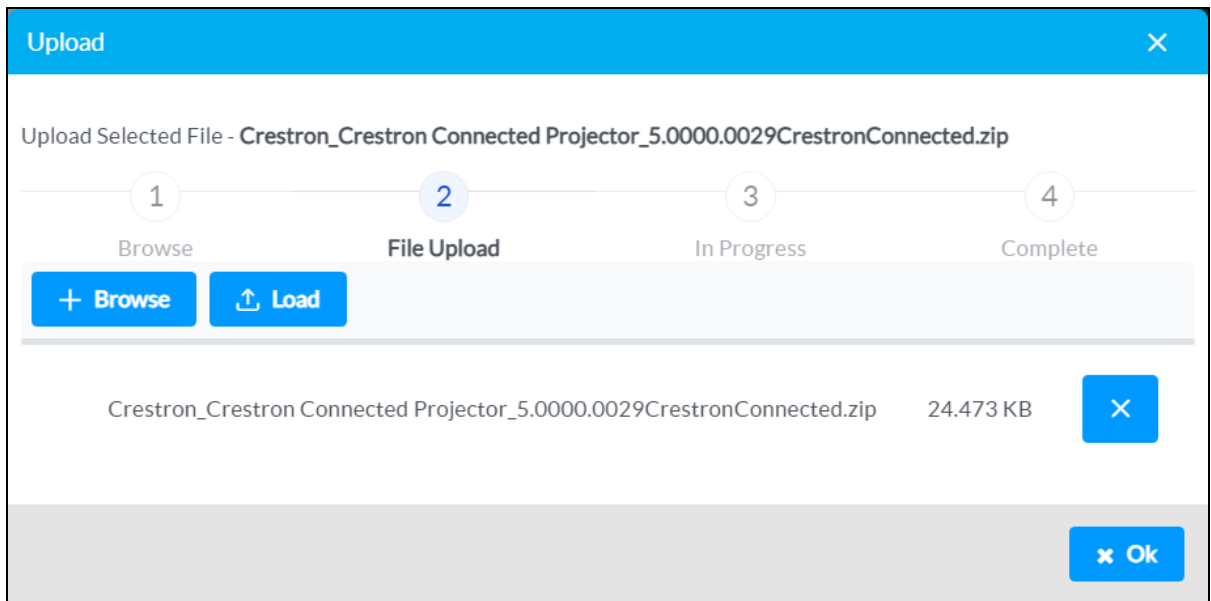 Upload
Upload Selected File - Crestron_Crestron Connected Projector_5.0000.0029CrestronConnected.zip
1 2 3 4
Browse File Upload In Progress Complete
Browse Load
Crestron_Crestron Connected Projector_5.0000.0029CrestronConnected.zip 24.473 KB
Ok